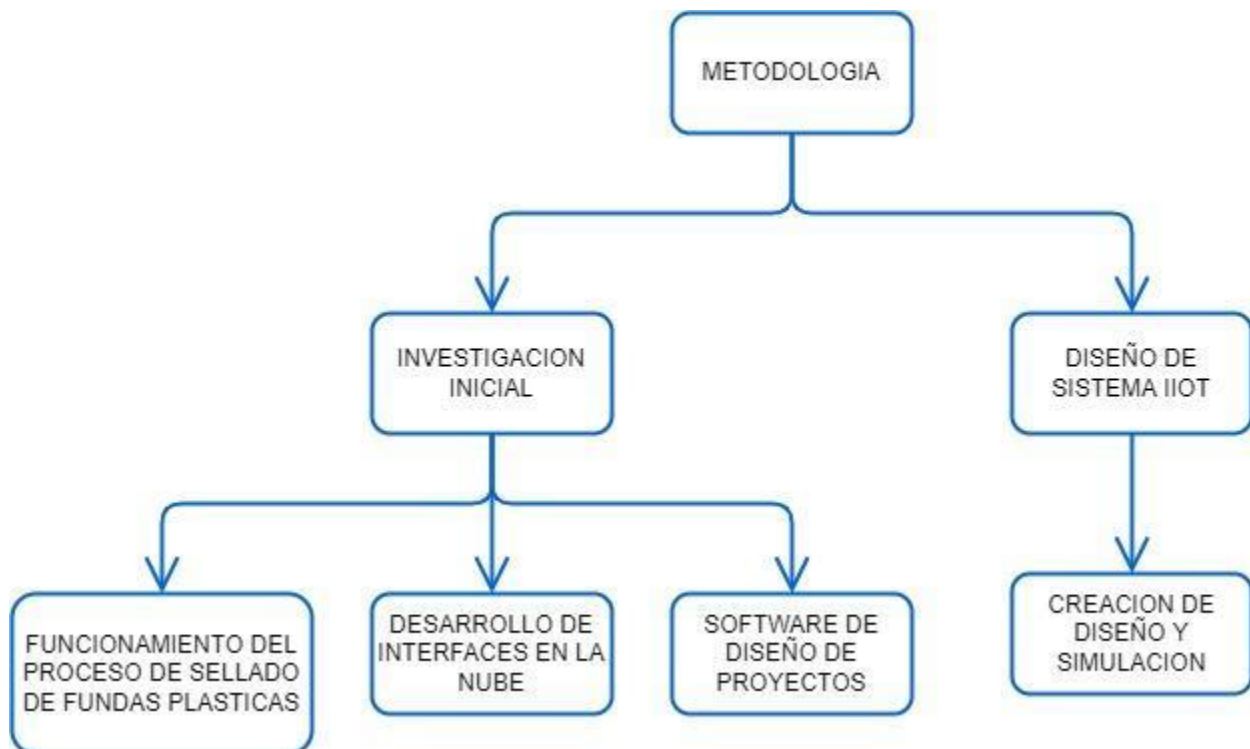 METODOLOGIA
INVESTIGACION
INICIAL
DISEÑO DE
SISTEMA IIOT
FUNCIONAMIENTO DEL
PROCESO DE SELLADO
DE FUNDAS PLASTICAS
DESARROLLO DE
INTERFACES EN LA
NUBE
SOFTWARE DE
DISEÑO DE
PROYECTOS
CREACION DE
DISEÑO Y
SIMULACION